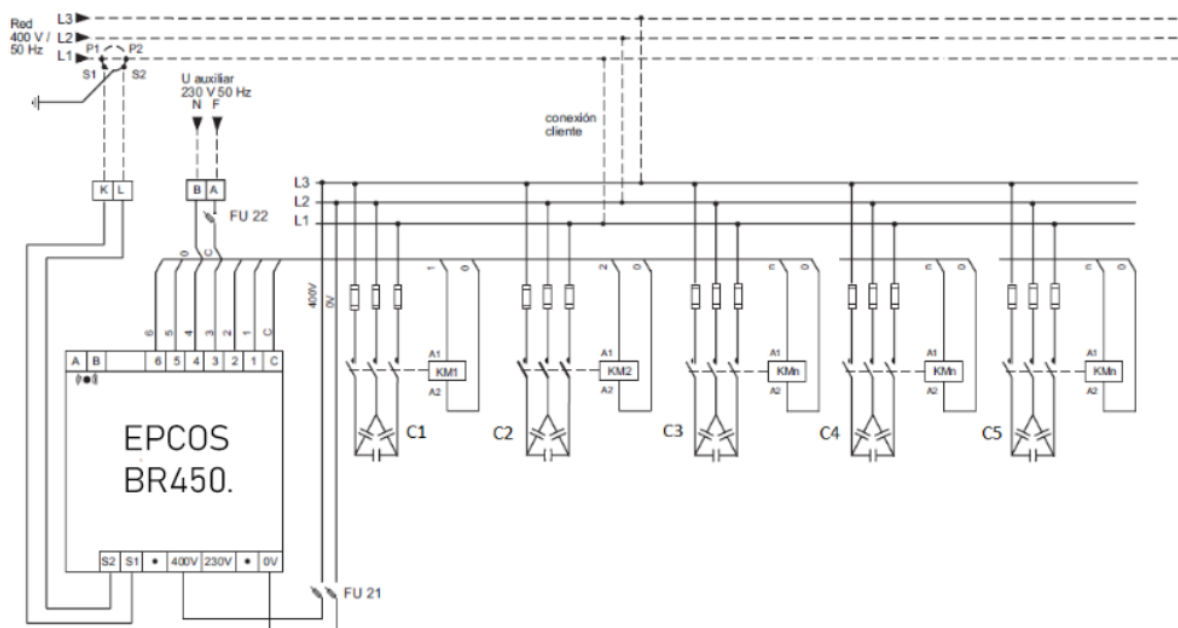 Red
400 V /
50 Hz
L3
L2
L1
P1 P2
S1 S2
U auxiliar
230 V 50 Hz
N F
conexión
cliente
K L
B A
FU 22
L3
L2
L1
0 C
1 0
2 0
n 0
n 0
n 0
400V
0V
6 5 4 3 2 1 C
A B 6 5 4 3 2 1 C
A1
KM1
A2
A1
KM2
A2
A1
KMn
A2
A1
KMn
A2
A1
KMn
A2
C1
C2
C3
C4
C5
EPCOS
BR450.
S2 S1 • 400V 230V • 0V
FU 21